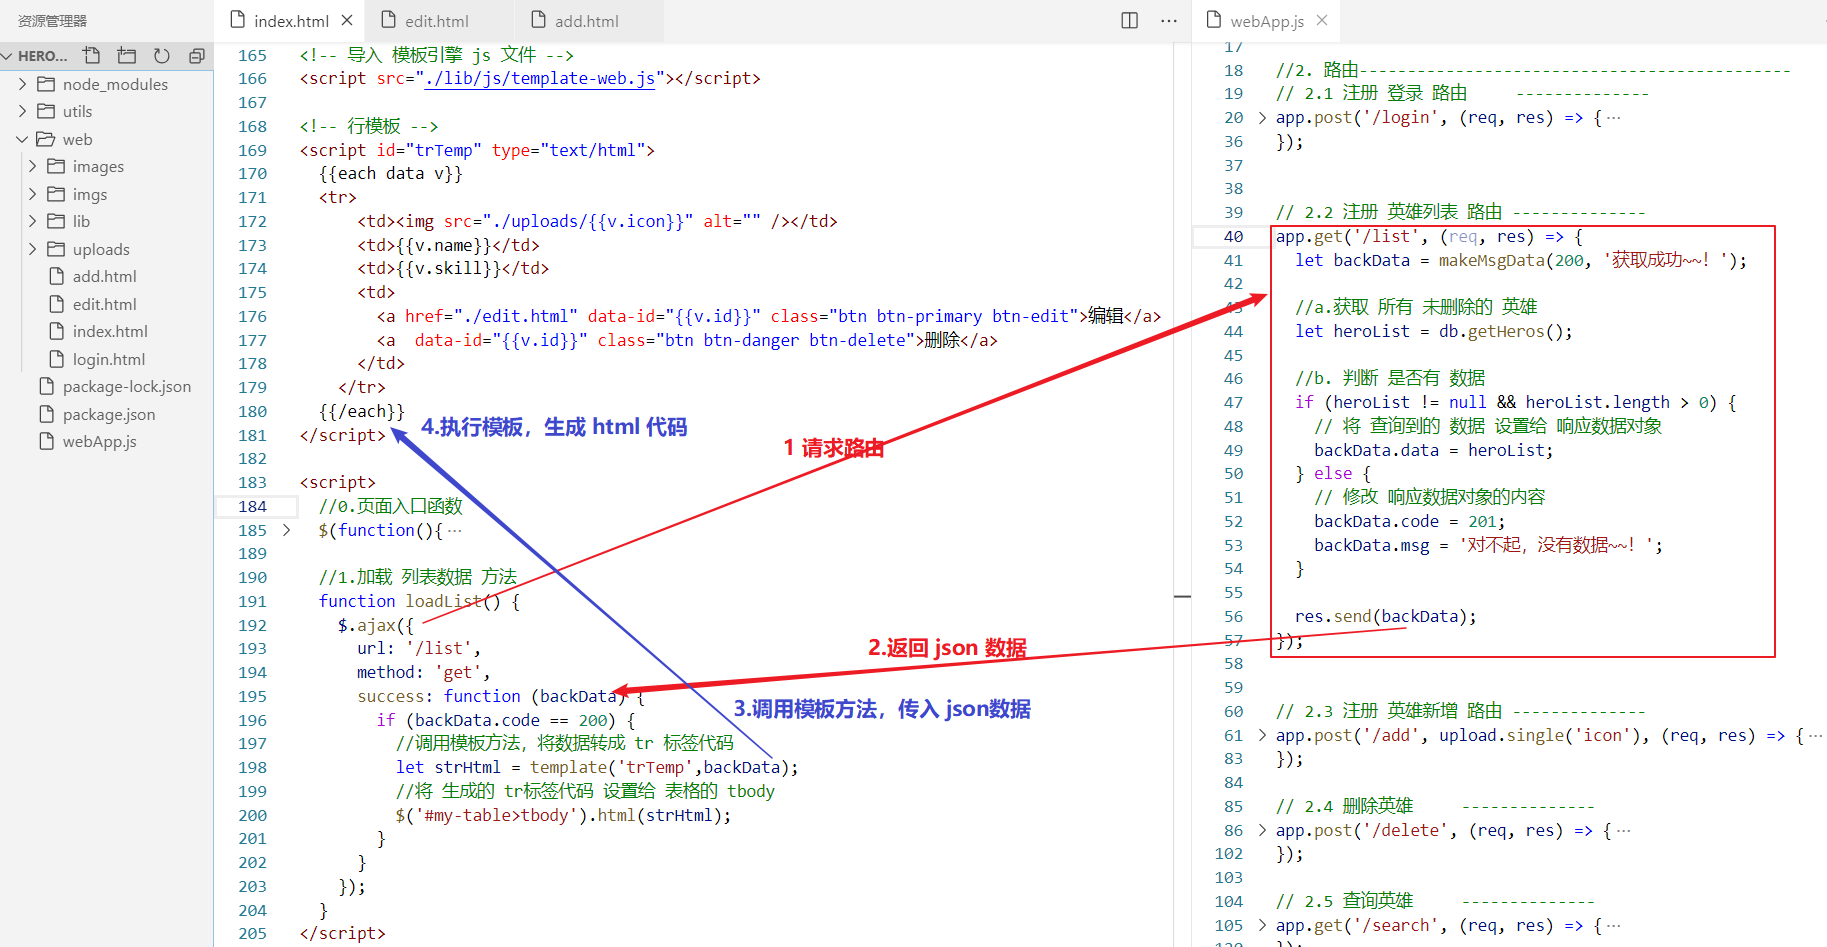 资源管理器
HERO...
node_modules
utils
web
images
imgs
lib
uploads
add.html
edit.html
index.html
login.html
package-lock.json
package.json
webApp.js
index.html
edit.html
add.html
165 <!-- 导入 模板引擎 js 文件 -->
166 <script src="./lib/js/template-web.js"></script>
167
168 <!-- 行模板 -->
169 <script id="trTemp" type="text/html">
170 {{each data v}}
171 <tr>
172 <td><img src="./uploads/{{v.icon}}" alt="" /></td>
173 <td>{{v.name}}</td>
174 <td>{{v.skill}}</td>
175 <td>
176 <a href="./edit.html" data-id="{{v.id}}" class="btn btn-primary btn-edit">编辑</a>
177 <a  data-id="{{v.id}}" class="btn btn-danger btn-delete">删除</a>
178 </td>
179 </tr>
180 {{/each}}
181 </script>
182
183 <script>
184 //0.页面入口函数
185 $(function(){···
189
190 //1.加载 列表数据 方法
191 function loadList() {
192 $.ajax({
193 url: '/list',
194 method: 'get',
195 success: function (backData) {
196 if (backData.code == 200) {
197 //调用模板方法，将数据转成 tr 标签代码
198 let strHtml = template('trTemp',backData);
199 //将 生成的 tr标签代码 设置给 表格的 tbody
200 $('#my-table>tbody').html(strHtml);
201 }
202 }
203 });
204 }
205 </script>
4.执行模板，生成 html 代码
1 请求路由
2.返回 json 数据
3.调用模板方法，传入 json数据
webApp.js
17
18 //2. 路由---------------------------------------------
19 // 2.1 注册 登录 路由     --------------
20 app.post('/login', (req, res) => {···
36 });
37
38
39 // 2.2 注册 英雄列表 路由 --------------
40 app.get('/list', (req, res) => {
41 let backData = makeMsgData(200, '获取成功~~！');
42
43 //a.获取 所有 未删除的 英雄
44 let heroList = db.getHeros();
45
46 //b. 判断 是否有 数据
47 if (heroList != null && heroList.length > 0) {
48 // 将 查询到的 数据 设置给 响应数据对象
49 backData.data = heroList;
50 } else {
51 // 修改 响应数据对象的内容
52 backData.code = 201;
53 backData.msg = '对不起，没有数据~~！';
54 }
55
56 res.send(backData);
57 });
58
59
60 // 2.3 注册 英雄新增 路由 --------------
61 app.post('/add', upload.single('icon'), (req, res) => {···
83 });
84
85 // 2.4 删除英雄     --------------
86 app.post('/delete', (req, res) => {···
102 });
103
104 // 2.5 查询英雄     --------------
105 app.get('/search', (req, res) => {···